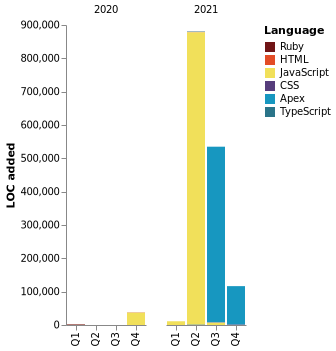 2020 2021
Language
Ruby
HTML
JavaScript
CSS
Apex
TypeScript
LOC added
900,000
800,000
700,000
600,000
500,000
400,000
300,000
200,000
100,000
0
Q1 Q2 Q3 Q4 Q1 Q2 Q3 Q4